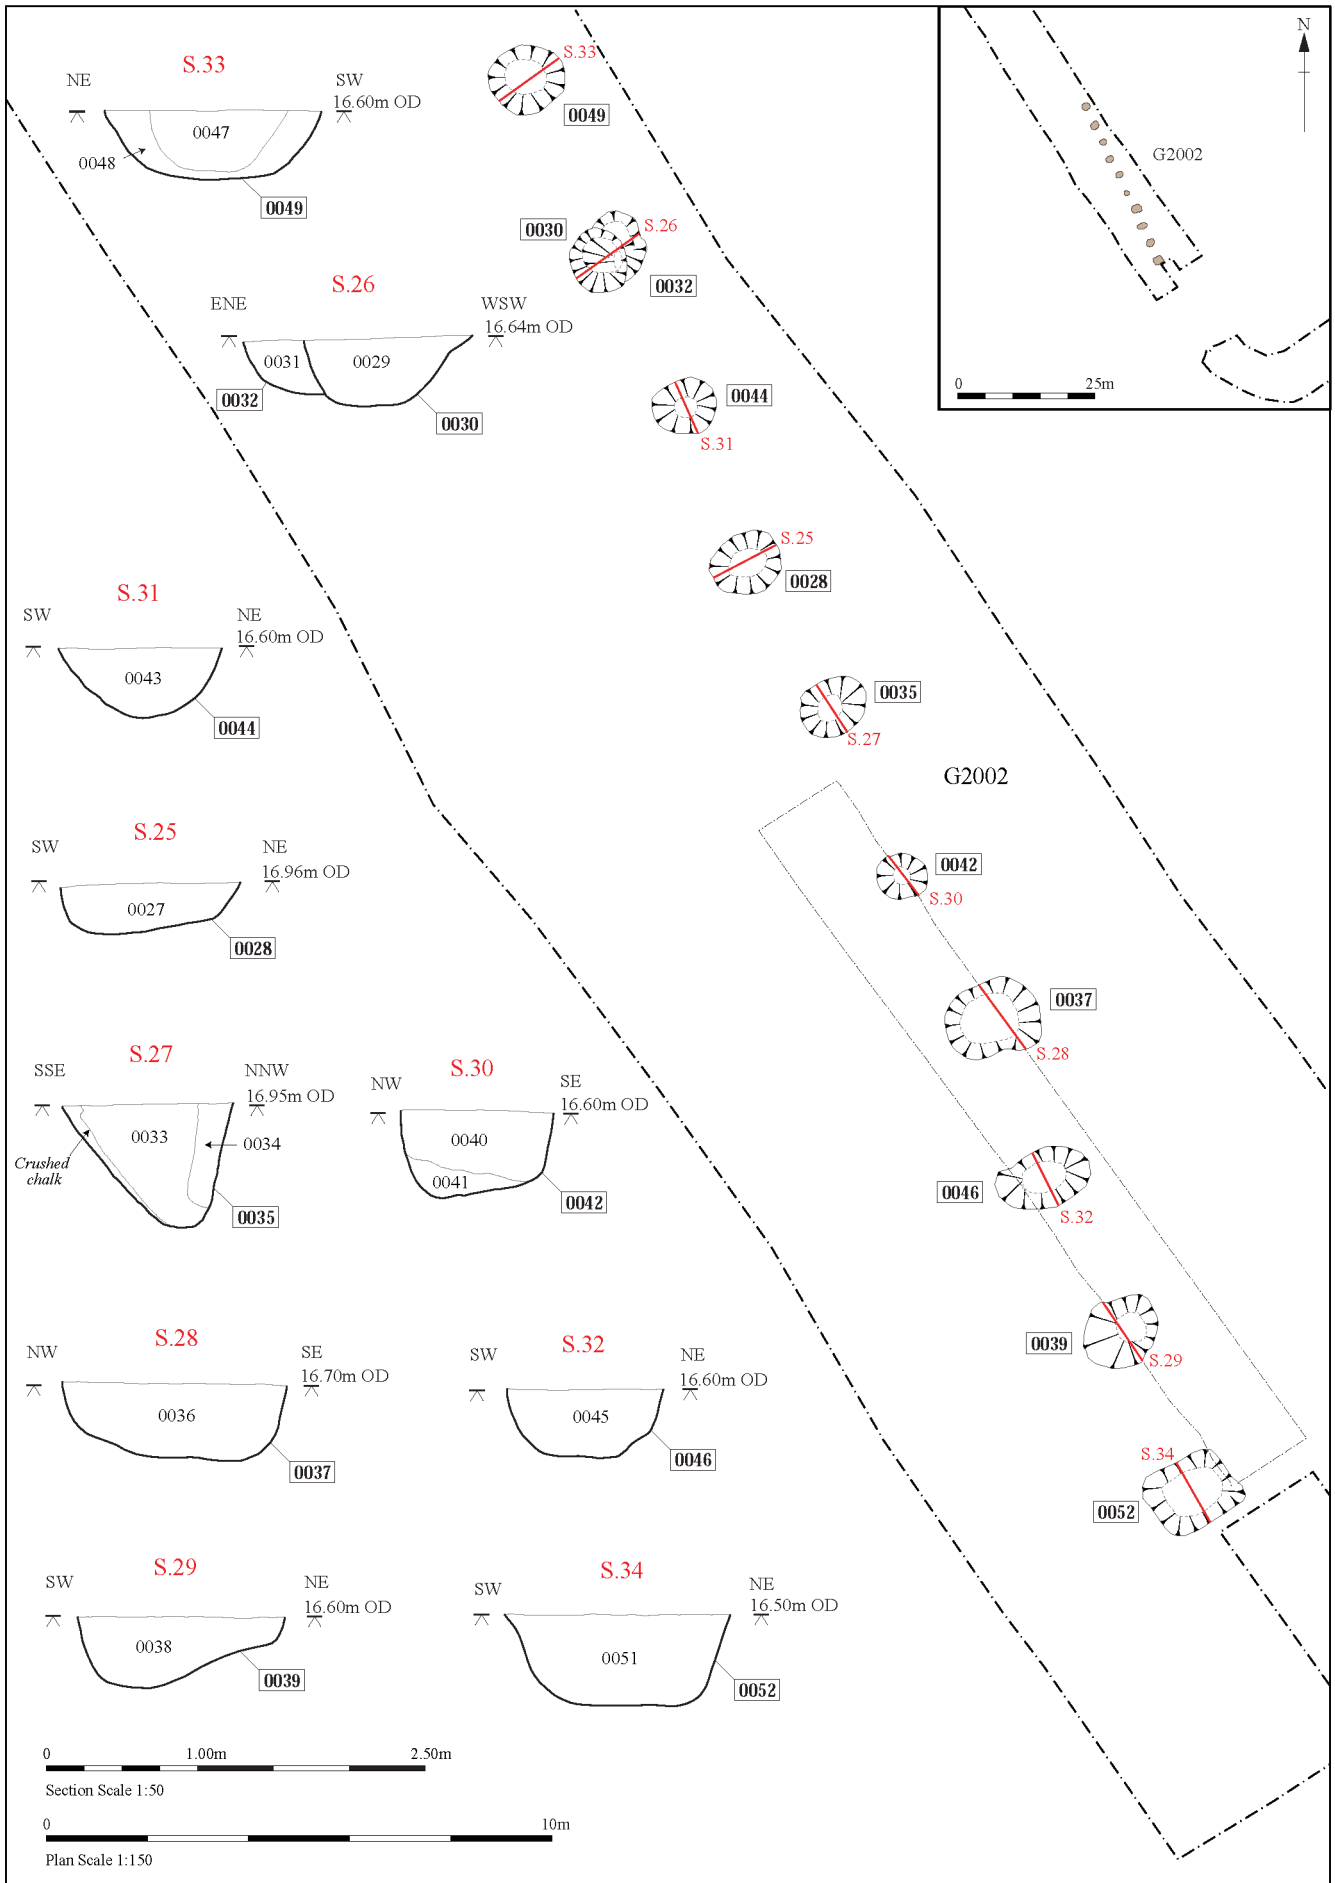 S.33
NE
SW
16.60m OD
0047
0048
0049
S.33
0049
N
G2002
0
25m
S.26
ENE
WSW
16.64m OD
0031
0029
0032
0030
0030
S.26
0032
0044
S.31
S.25
0028
S.31
SW
NE
16.60m OD
0043
0044
0035
S.27
G2002
S.25
SW
NE
16.96m OD
0027
0028
0042
S.30
0037
S.28
S.27
SSE
NNW
16.95m OD
0033
0034
Crushed
chalk
0035
S.30
NW
SE
16.60m OD
0040
0041
0042
0046
S.32
S.28
NW
SE
16.70m OD
0036
0037
S.32
SW
NE
16.60m OD
0045
0046
0039
S.29
S.34
0052
S.29
SW
NE
16.60m OD
0038
0039
S.34
SW
NE
16.50m OD
0051
0052
0
1.00m
2.50m
Section Scale 1:50
0
10m
Plan Scale 1:150